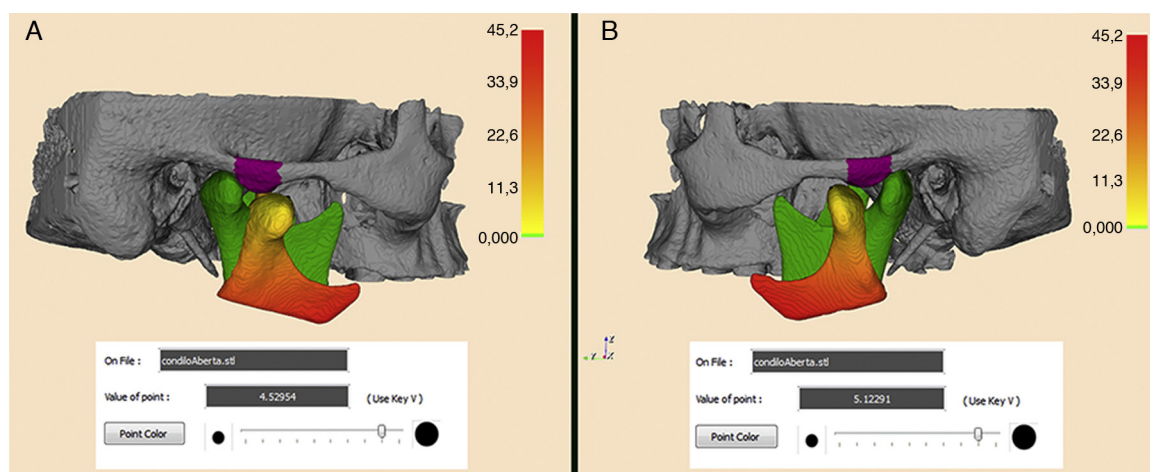 A
45,2
33,9
22,6
11,3
0,000
On File : condiloAberta.stl
Value of point : 4.52954 (Use Key V)
Point Color
B
45,2
33,9
22,6
11,3
0,000
Z
Y X
On File : condiloAberta.stl
Value of point : 5.12291 (Use Key V)
Point Color